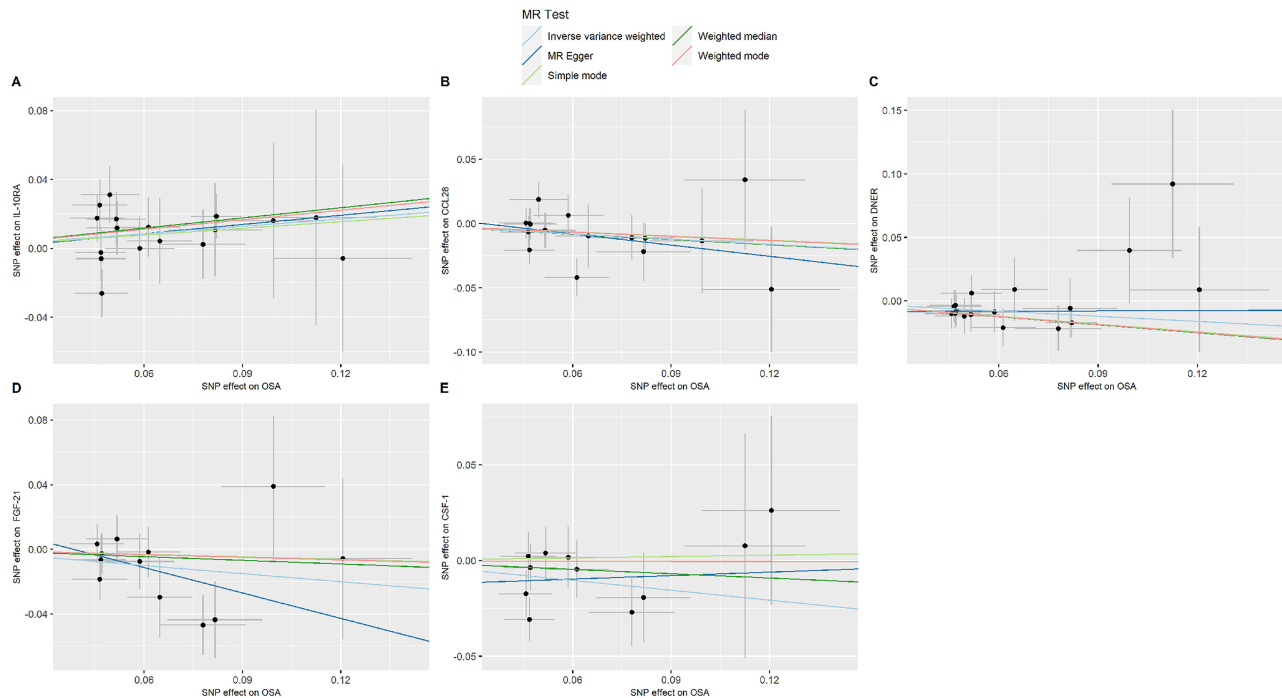 MR Test
Inverse variance weighted
Weighted median
MR Egger
Weighted mode
Simple mode
A
0.08
0.04
0.00
-0.04
SNP effect on IL-10RA
0.06
0.09
0.12
SNP effect on OSA
B
0.05
0.00
-0.05
-0.10
SNP effect on CCL28
0.06
0.09
0.12
SNP effect on OSA
C
0.15
0.10
0.05
0.00
SNP effect on DNER
0.06
0.09
0.12
SNP effect on OSA
D
0.08
0.04
0.00
-0.04
SNP effect on FGF-21
0.06
0.09
0.12
SNP effect on OSA
E
0.05
0.00
-0.05
SNP effect on CSF-1
0.06
0.09
0.12
SNP effect on OSA